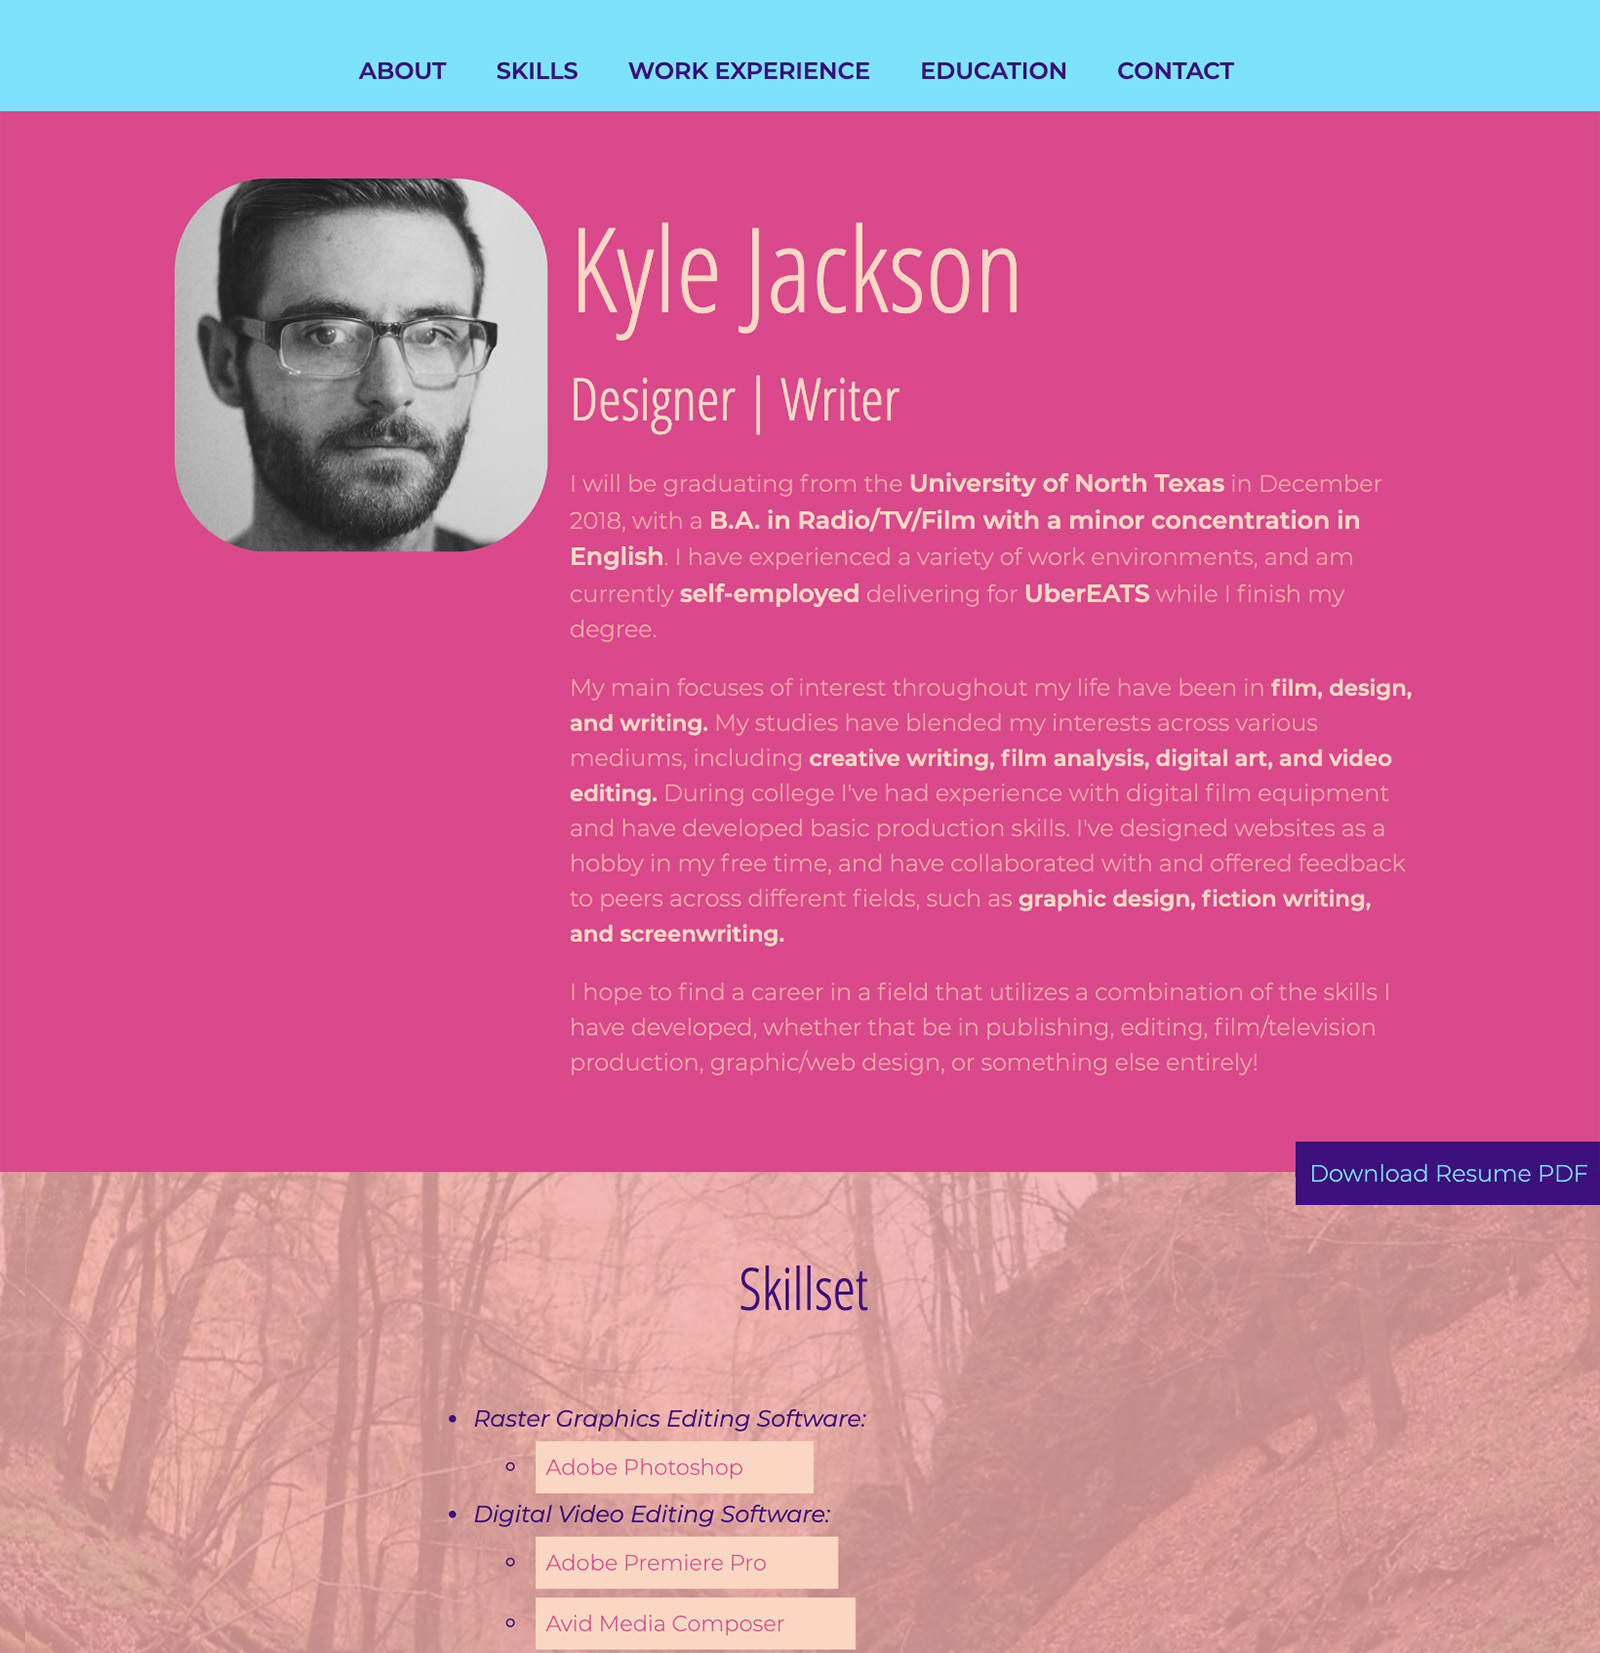 ABOUT SKILLS WORK EXPERIENCE EDUCATION CONTACT
Kyle Jackson
Designer | Writer
I will be graduating from the University of North Texas in December
2018, with a B.A. in Radio/TV/Film with a minor concentration in
English. I have experienced a variety of work environments, and am
currently self-employed delivering for UberEATS while I finish my
degree.
My main focuses of interest throughout my life have been in film, design,
and writing. My studies have blended my interests across various
mediums, including creative writing, film analysis, digital art, and video
editing. During college I've had experience with digital film equipment
and have developed basic production skills. I've designed websites as a
hobby in my free time, and have collaborated with and offered feedback
to peers across different fields, such as graphic design, fiction writing,
and screenwriting.
I hope to find a career in a field that utilizes a combination of the skills I
have developed, whether that be in publishing, editing, film/television
production, graphic/web design, or something else entirely!
Download Resume PDF
Skillset
Raster Graphics Editing Software:
Adobe Photoshop
Digital Video Editing Software:
Adobe Premiere Pro
Avid Media Composer